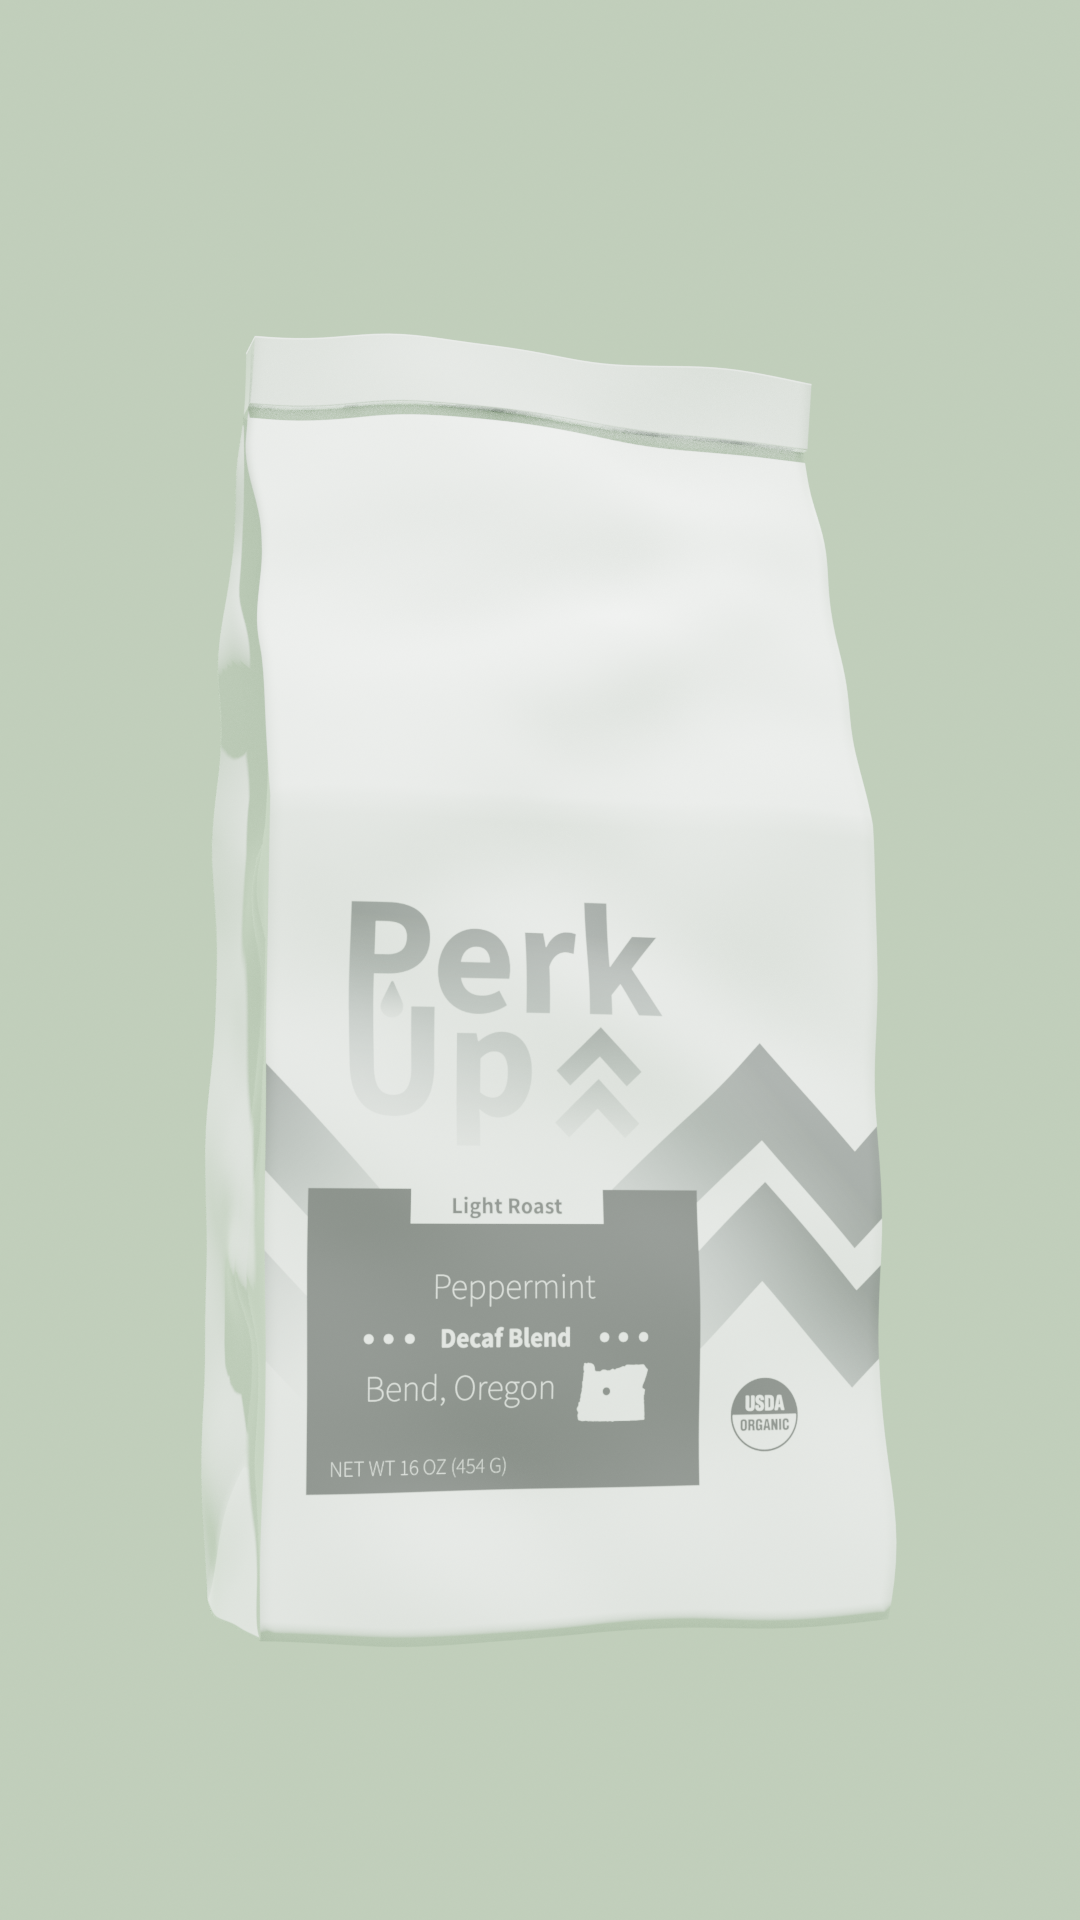 Perk
Up
Light Roast
Peppermint
Decaf Blend
Bend, Oregon
NET WT 16 OZ (454 G)
USDA
ORGANIC